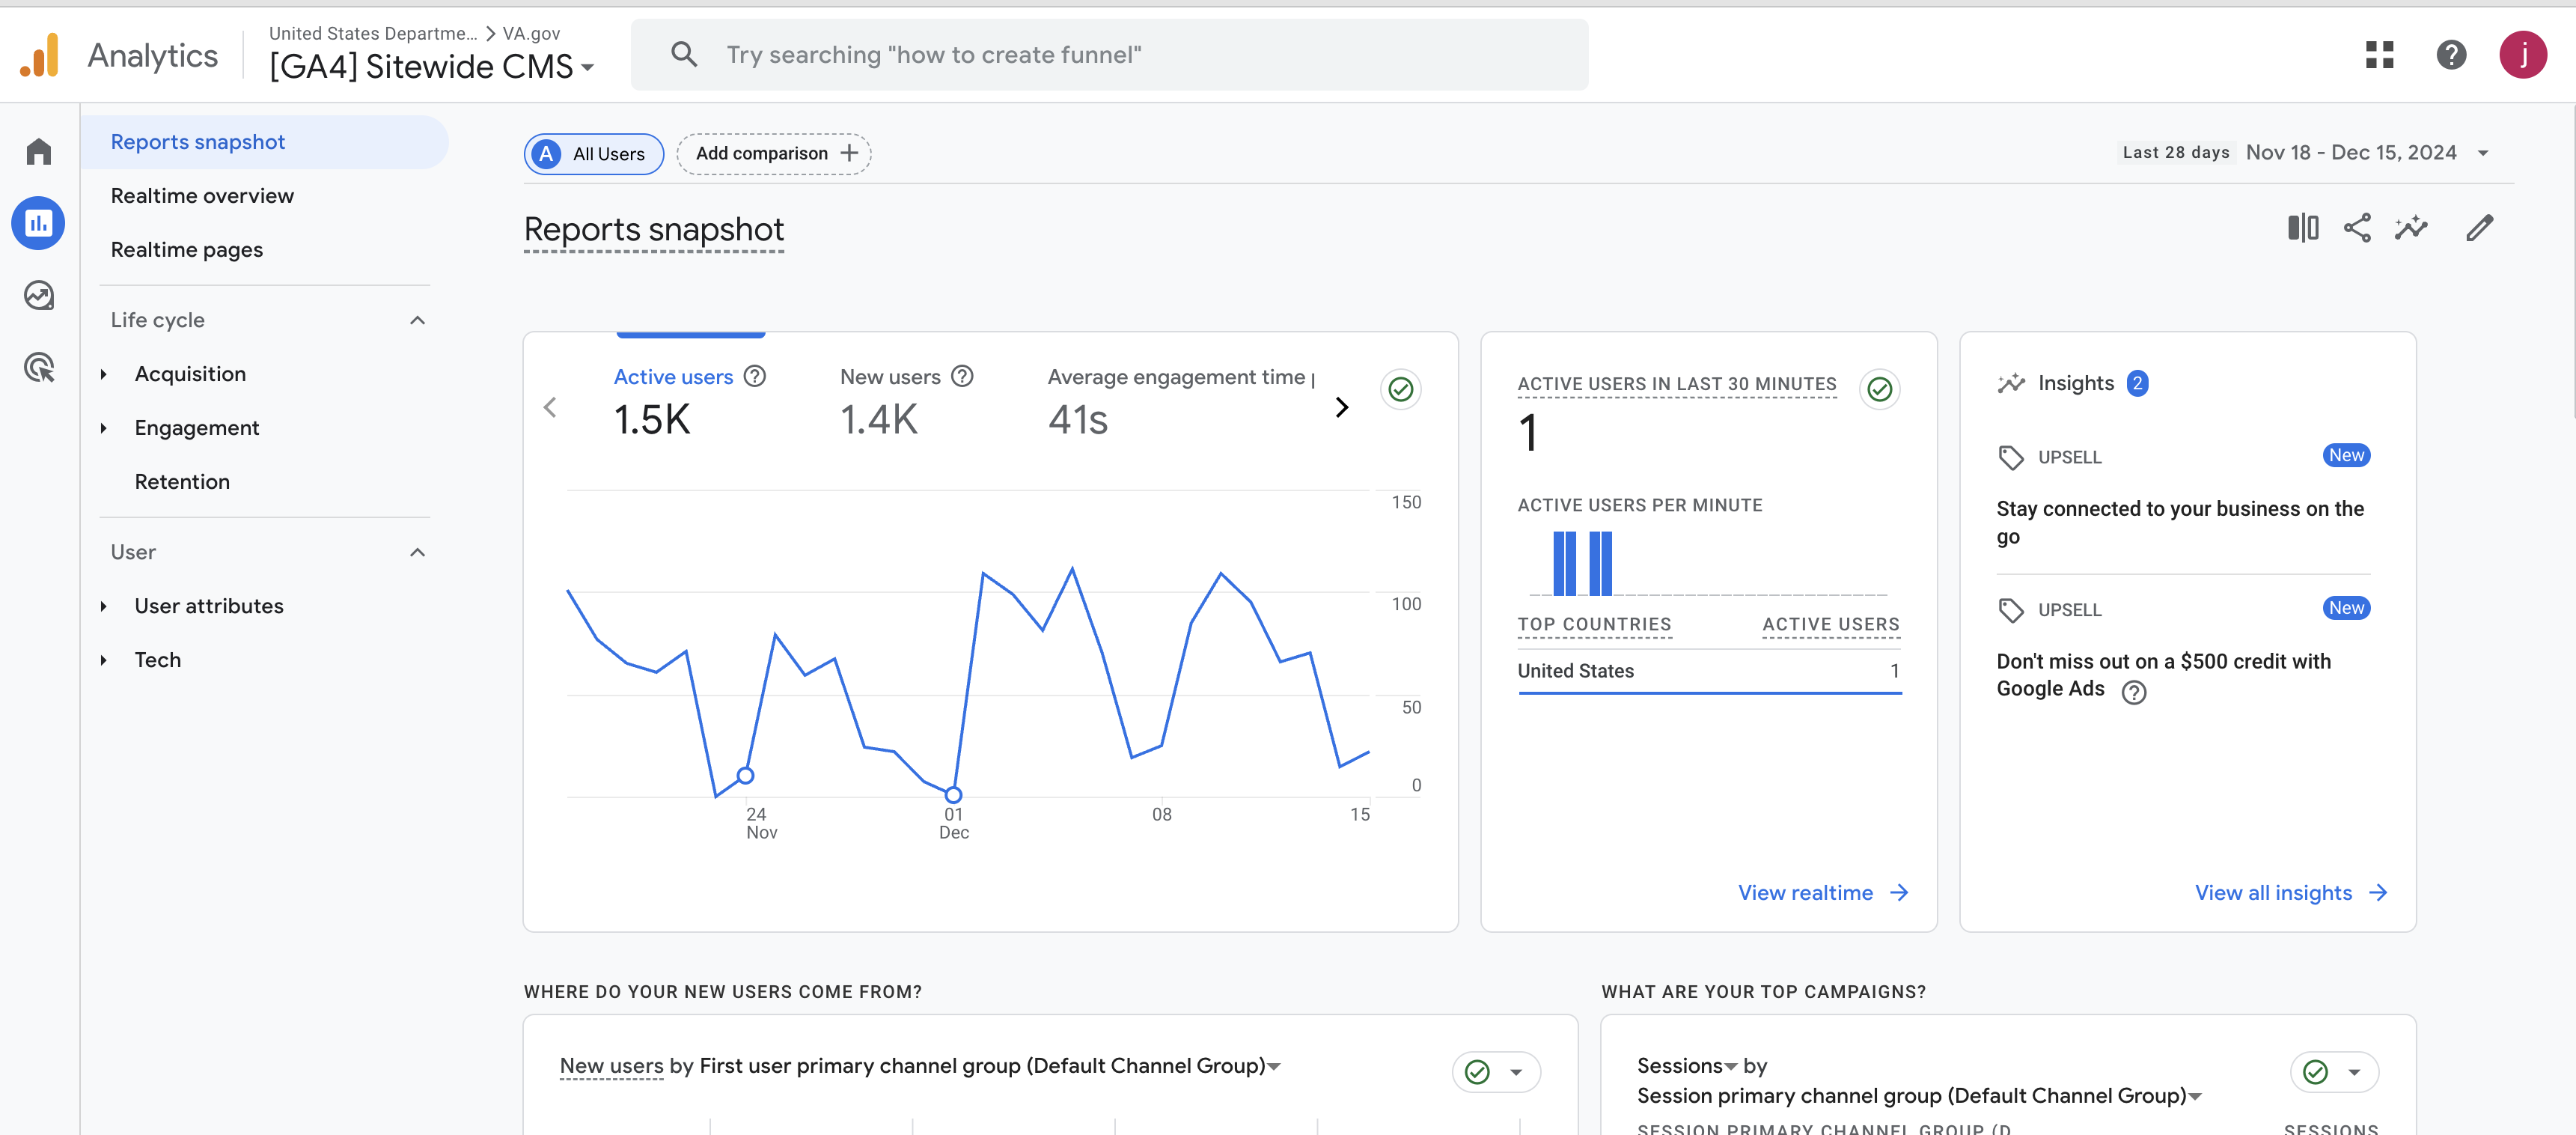 Analytics
United States Departme... > VA.gov
[GA4] Sitewide CMS
Try searching "how to create funnel"
?
j
Reports snapshot
Realtime overview
Realtime pages
Life cycle
Acquisition
Engagement
Retention
User
User attributes
Tech
A All Users
Add comparison +
Last 28 days Nov 18 - Dec 15, 2024
Reports snapshot
Active users ?
1.5K
New users ?
1.4K
Average engagement time
41s
150
100
50
0
24
Nov
01
Dec
08
15
ACTIVE USERS IN LAST 30 MINUTES
1
ACTIVE USERS PER MINUTE
TOP COUNTRIES ACTIVE USERS
United States 1
View realtime
Insights 2
UPSELL New
Stay connected to your business on the
go
UPSELL New
Don't miss out on a $500 credit with
Google Ads ?
View all insights
WHERE DO YOUR NEW USERS COME FROM?
New users by First user primary channel group (Default Channel Group)
WHAT ARE YOUR TOP CAMPAIGNS?
Sessions by
Session primary channel group (Default Channel Group)
SESSION PRIMARY CHANNEL GROUP (D... SESSIONS